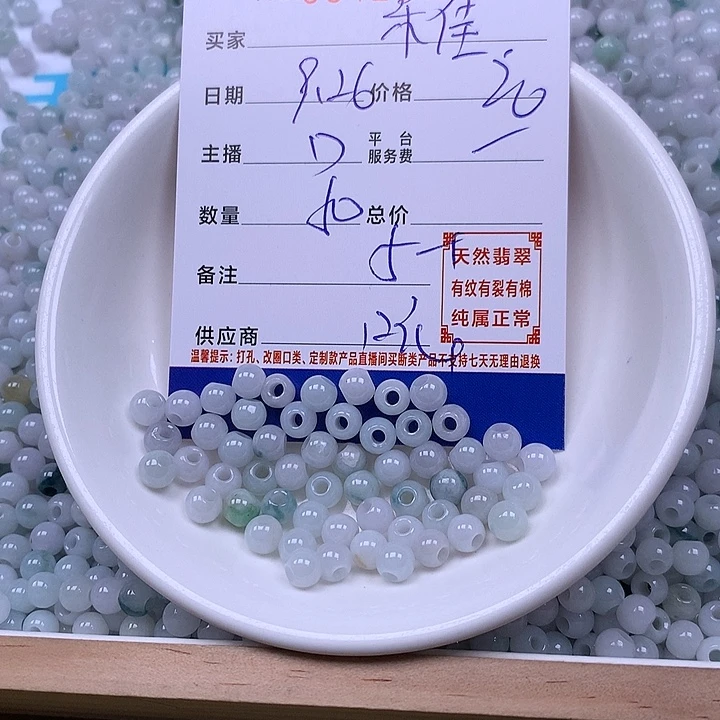 买家 朱佳
日期 9.26 价格 20
主播 平台
服务费 一
数量 50 总价
备注
天然翡翠
有纹有裂有棉
纯属正常
供应商
温馨提示:打孔、改圈口类、定制款产品直播间买断类产品不支持七天无理由退换